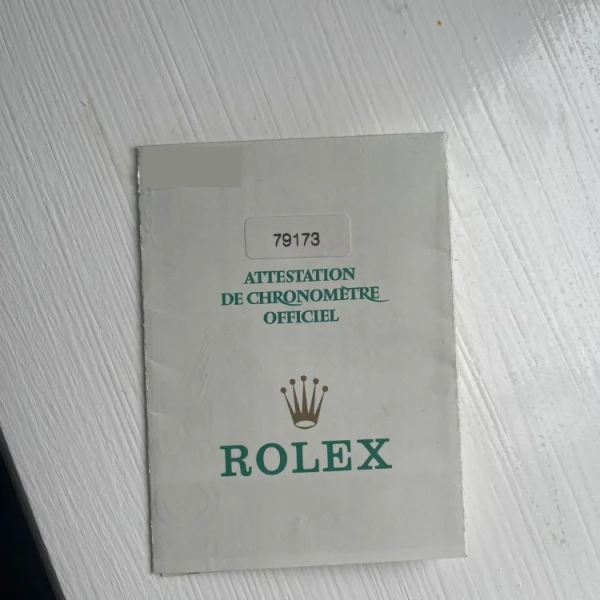 79173
ATTESTATION
DE CHRONOMÈTRE
OFFICIEL
ROLEX